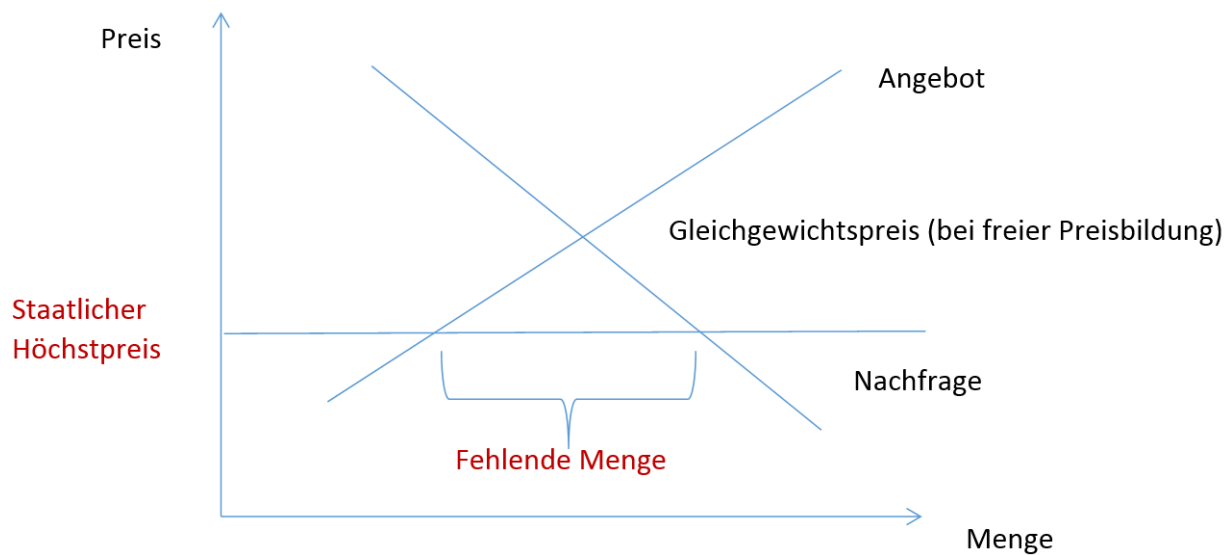 Preis
Angebot
Gleichgewichtspreis (bei freier Preisbildung)
Staatlicher
Höchstpreis
Nachfrage
Fehlende Menge
Menge